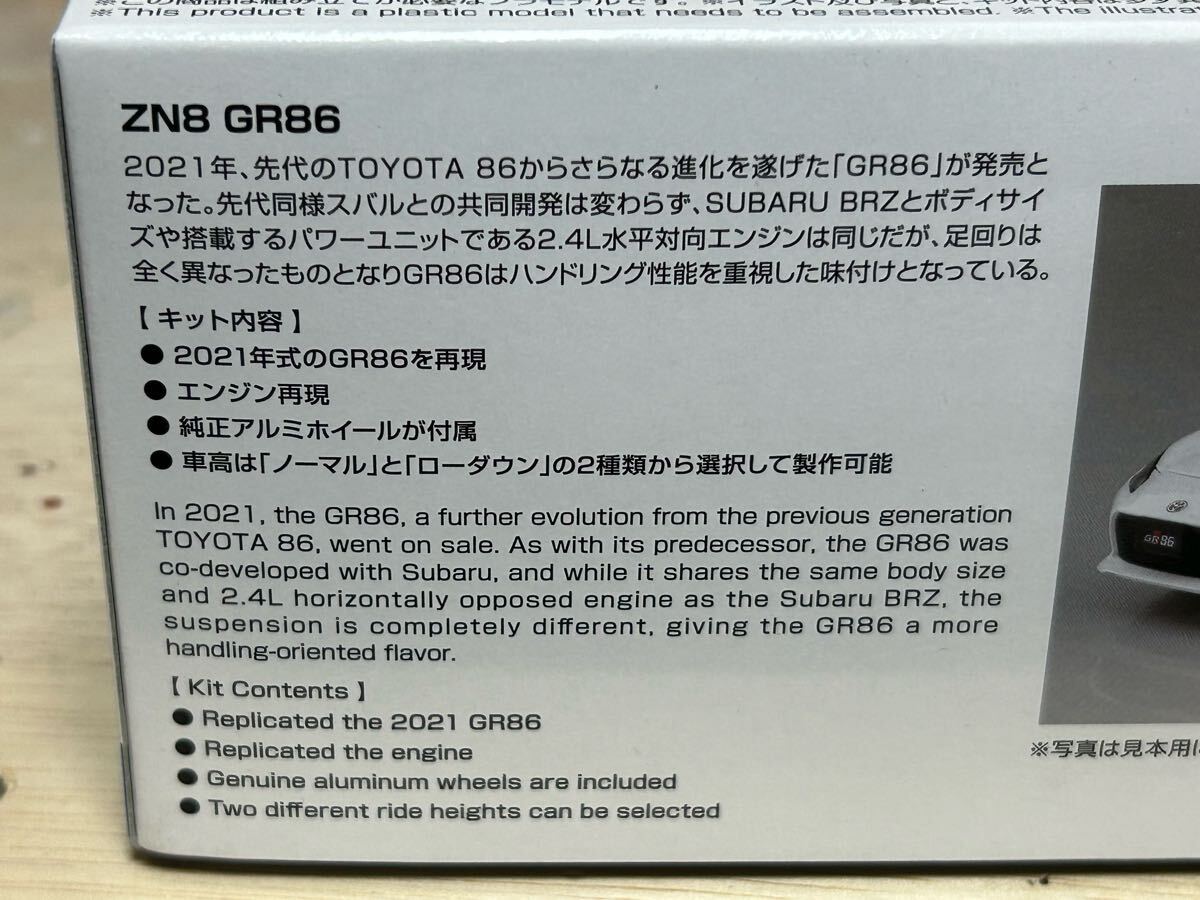 ※This product is a plastic model that needs to be assembled. ※The illustra
ZN8 GR86
2021年、先代のTOYOTA 86からさらなる進化を遂げた「GR86」が発売と
なった。先代同様スバルとの共同開発は変わらず、SUBARU BRZとボディサイ
ズや搭載するパワーユニットである2.4L水平対向エンジンは同じだが、足回りは
全く異なったものとなりGR86はハンドリング性能を重視した味付けとなっている。
【 キット内容 】
● 2021年式のGR86を再現
● エンジン再現
● 純正アルミホイールが付属
● 車高は「ノーマル」と「ローダウン」の2種類から選択して製作可能
In 2021, the GR86, a further evolution from the previous generation
TOYOTA 86, went on sale. As with its predecessor, the GR86 was
co-developed with Subaru, and while it shares the same body size
and 2.4L horizontally opposed engine as the Subaru BRZ, the
suspension is completely different, giving the GR86 a more
handling-oriented flavor.
【 Kit Contents 】
● Replicated the 2021 GR86
● Replicated the engine
● Genuine aluminum wheels are included
● Two different ride heights can be selected
GR86
※写真は見本用に